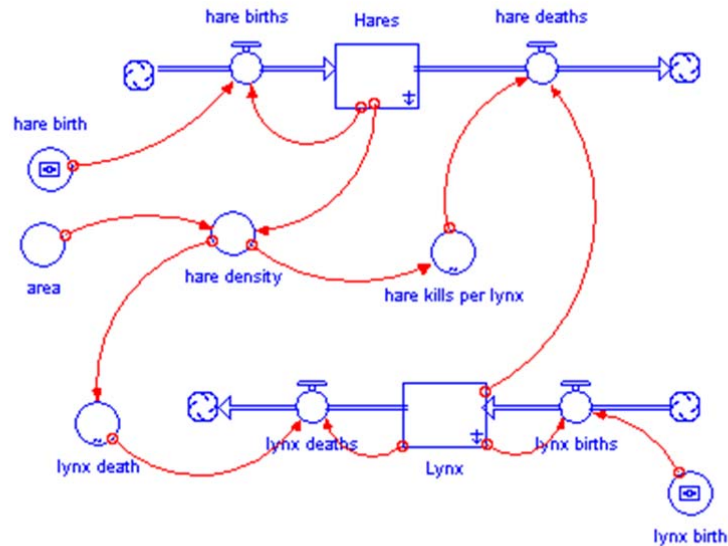 hare births
Hares
hare deaths
hare birth
area
hare density
hare kills per lynx
lynx death
lynx deaths
Lynx
lynx births
lynx birth